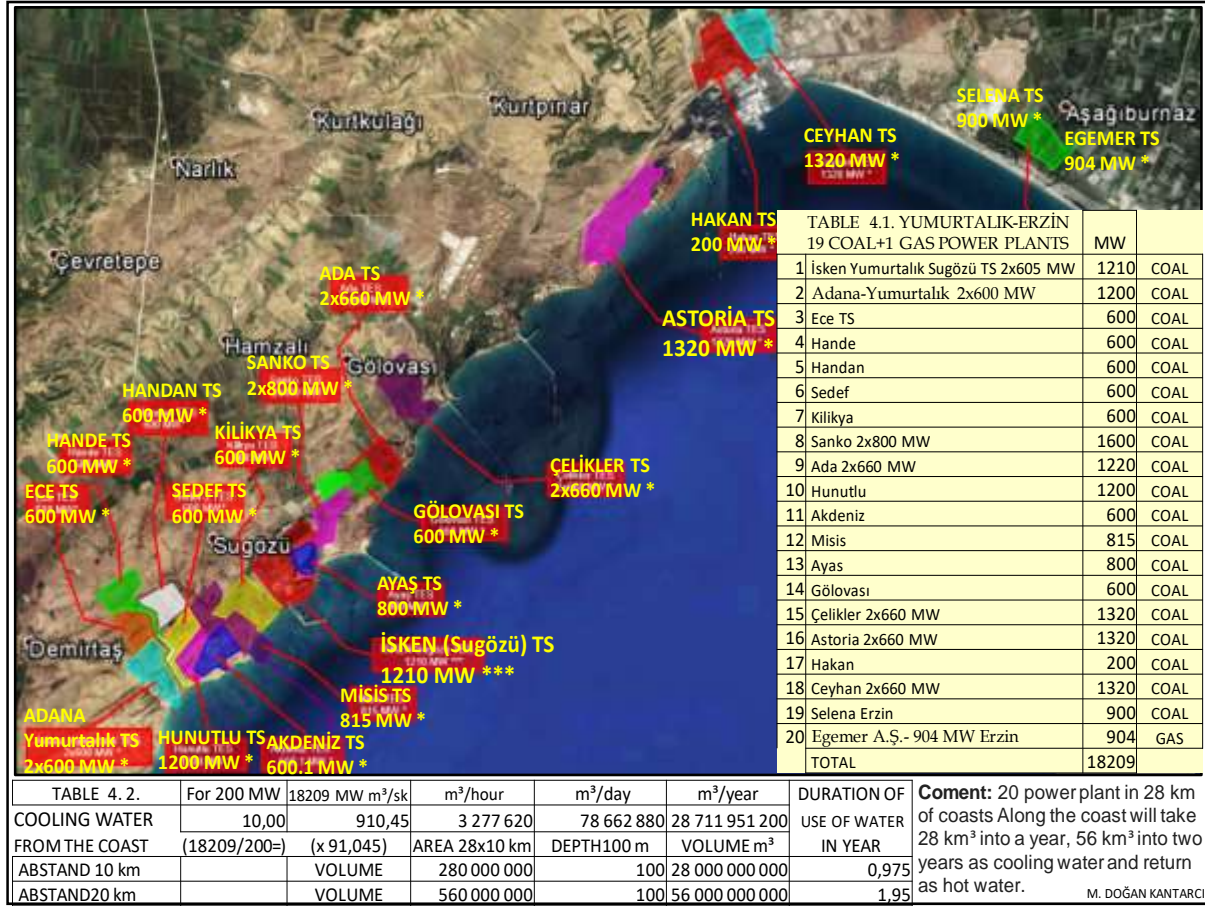 Kurtkulağı
Kurtpınar
Narlık
Çevretepe
Hamzalı
Gölovası
Sugözü
Demirtaş
Aşağıburnaz
SELENA TS
900 MW *
EGEMER TS
904 MW *
CEYHAN TS
1320 MW *
HAKAN TS
200 MW *
ASTORİA TS
1320 MW *
ADA TS
2x660 MW *
SANKO TS
2x800 MW *
HANDAN TS
600 MW *
KİLİKYA TS
600 MW *
HANDE TS
600 MW *
ECE TS
600 MW *
SEDEF TS
600 MW *
ÇELİKLER TS
2x660 MW *
GÖLOVASI TS
600 MW *
AYAŞ TS
800 MW *
İSKEN (Sugözü) TS
1210 MW ***
MİSİS TS
815 MW *
ADANA
Yumurtalık TS
2x600 MW *
HUNUTLU TS
1200 MW *
AKDENİZ TS
600.1 MW *
TABLE 4.1. YUMURTALIK-ERZİN
19 COAL+1 GAS POWER PLANTS MW
1 İsken Yumurtalık Sugözü TS 2x605 MW 1210 COAL
2 Adana-Yumurtalık 2x600 MW 1200 COAL
3 Ece TS 600 COAL
4 Hande 600 COAL
5 Handan 600 COAL
6 Sedef 600 COAL
7 Kilikya 600 COAL
8 Sanko 2x800 MW 1600 COAL
9 Ada 2x660 MW 1220 COAL
10 Hunutlu 1200 COAL
11 Akdeniz 600 COAL
12 Misis 815 COAL
13 Ayas 800 COAL
14 Gölovası 600 COAL
15 Çelikler 2x660 MW 1320 COAL
16 Astoria 2x660 MW 1320 COAL
17 Hakan 200 COAL
18 Ceyhan 2x660 MW 1320 COAL
19 Selena Erzin 900 COAL
20 Egemer A.Ş.- 904 MW Erzin 904 GAS
TOTAL 18209
TABLE 4. 2. For 200 MW 18209 MW m³/sk m³/hour m³/day m³/year DURATION OF
COOLING WATER 10,00 910,45 3 277 620 78 662 880 28 711 951 200 USE OF WATER
FROM THE COAST (18209/200=) (x 91,045) AREA 28x10 km DEPTH100 m VOLUME m³ IN YEAR
ABSTAND 10 km VOLUME 280 000 000 100 28 000 000 000 0,975
ABSTAND20 km VOLUME 560 000 000 100 56 000 000 000 1,95
Coment: 20 power plant in 28 km
of coasts Along the coast will take
28 km³ into a year, 56 km³ into two
years as cooling water and return
as hot water.
M. DOĞAN KANTARCI